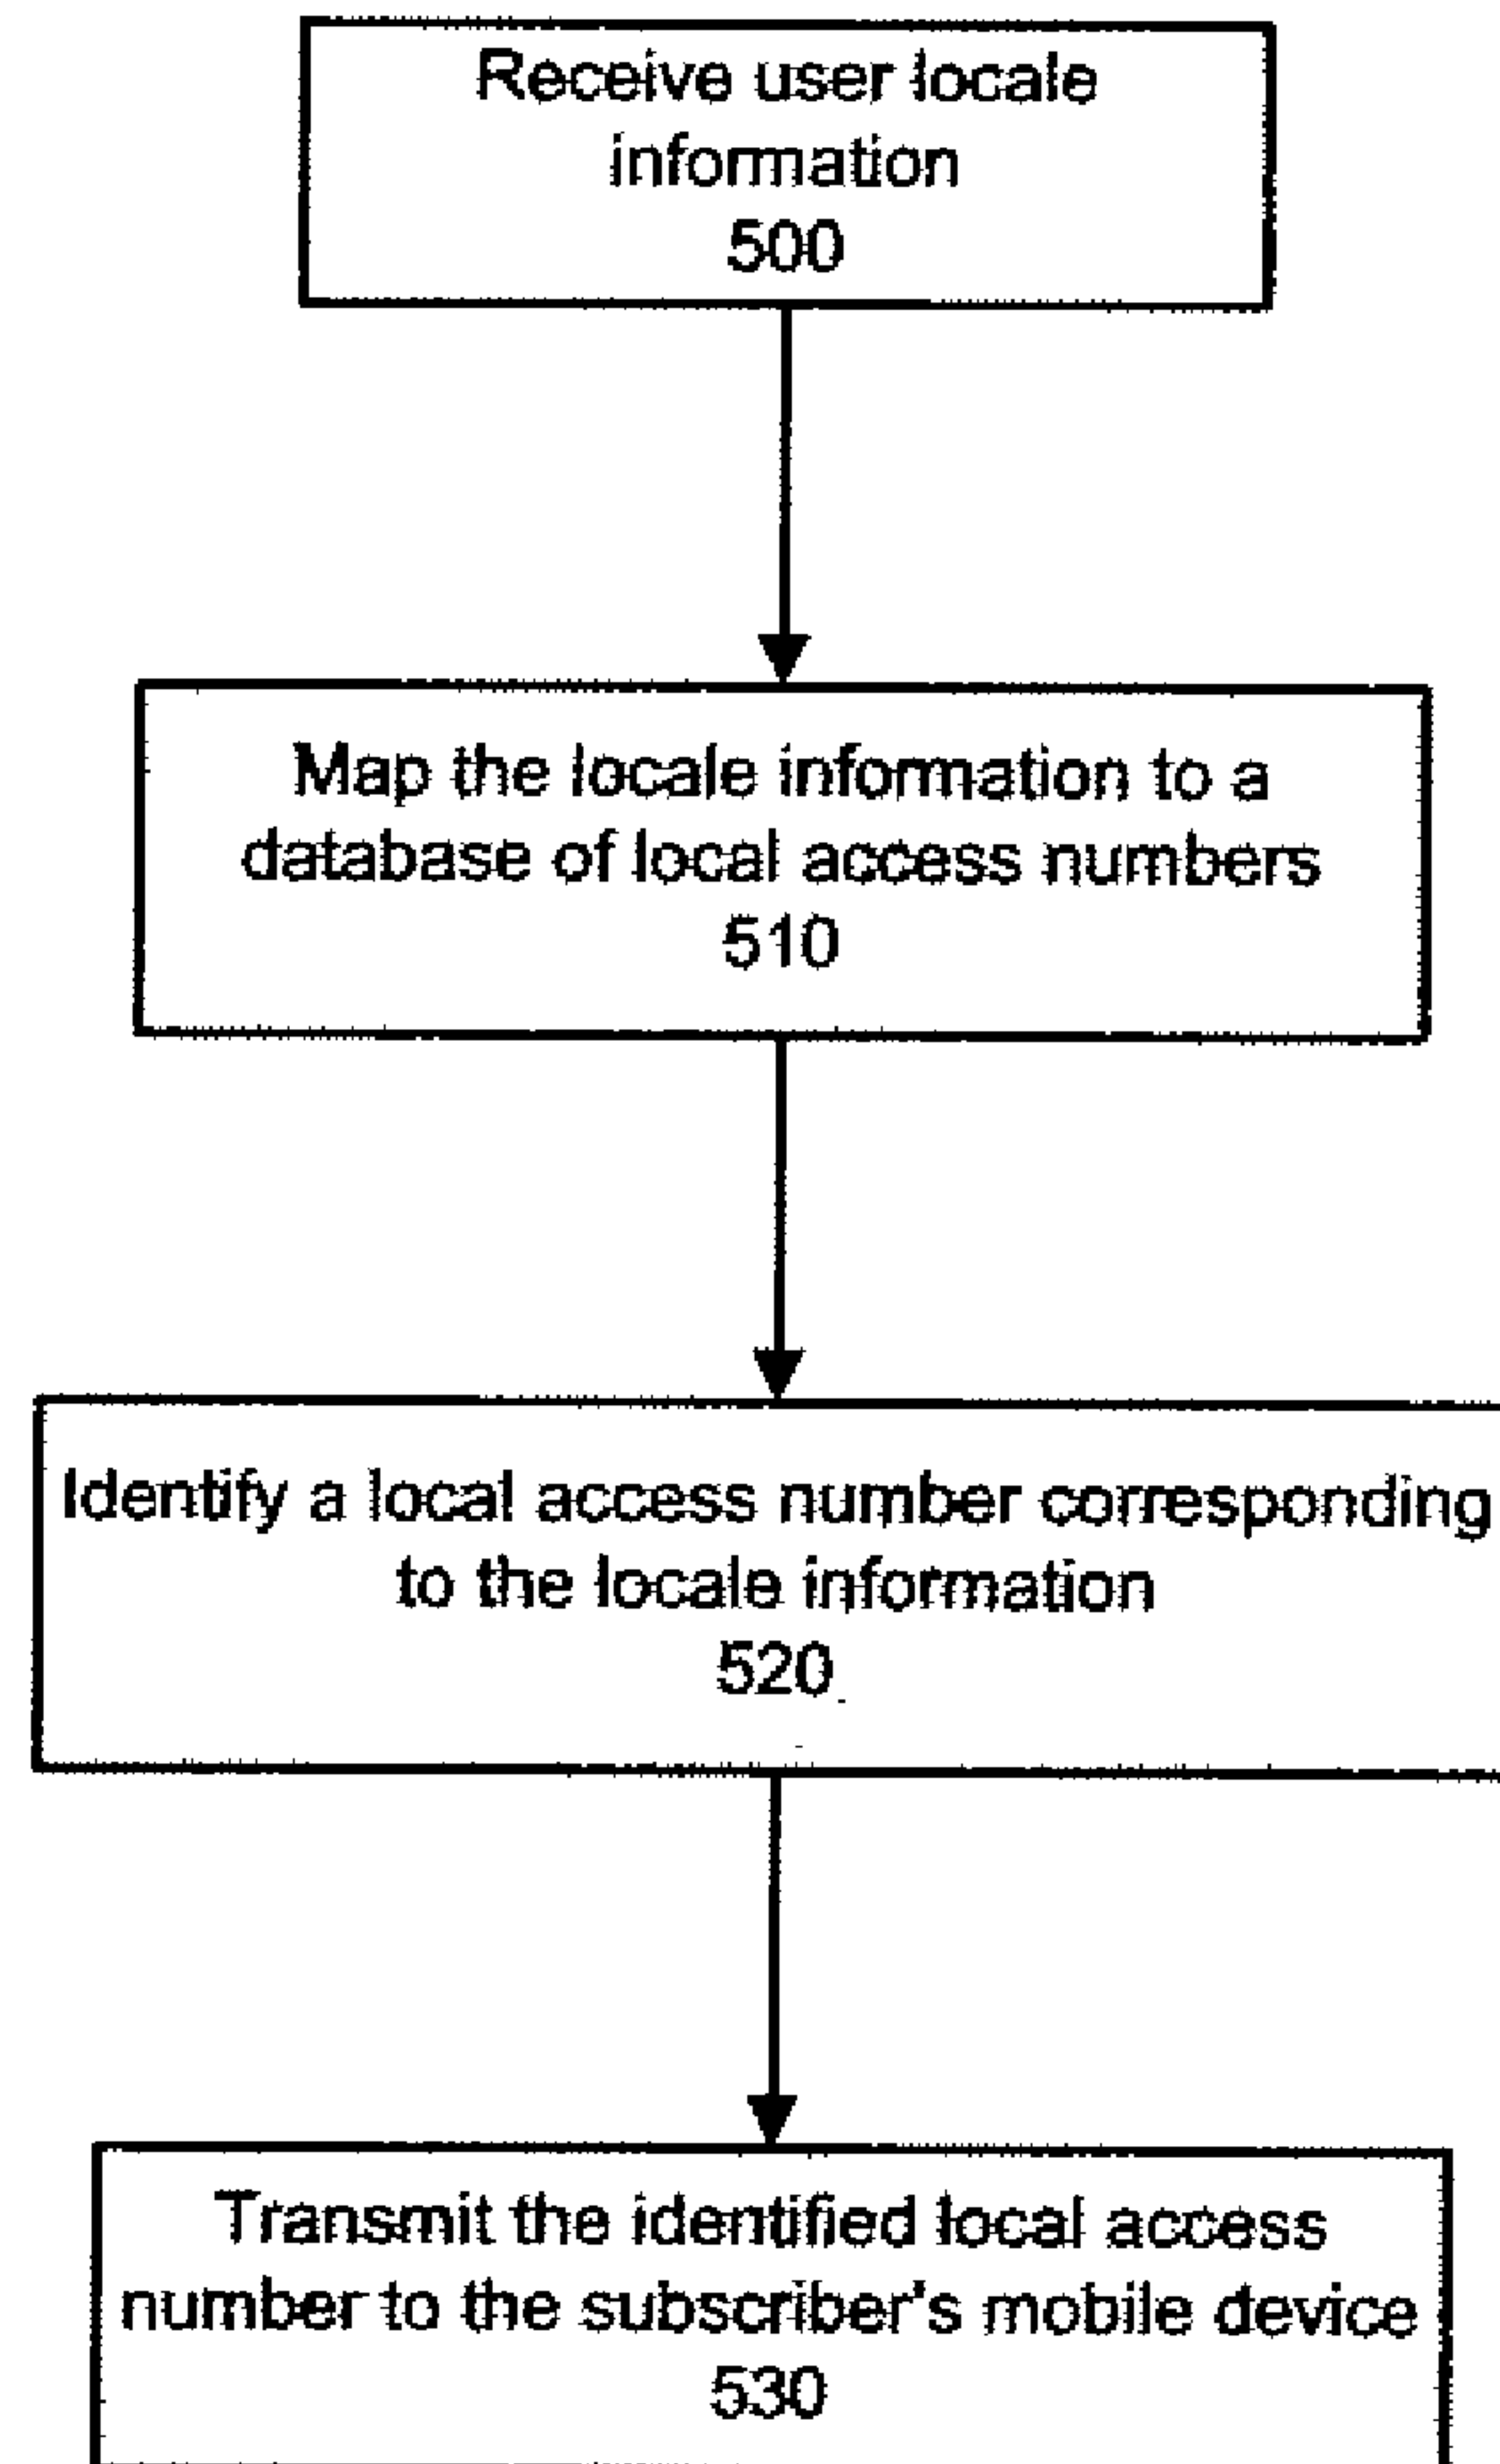 Receive user locale
information
500
Map the locale information to a
database of local access numbers
510
Identify a local access number corresponding
to the locale information
520
Transmit the identified local access
number to the subscriber's mobile device
530